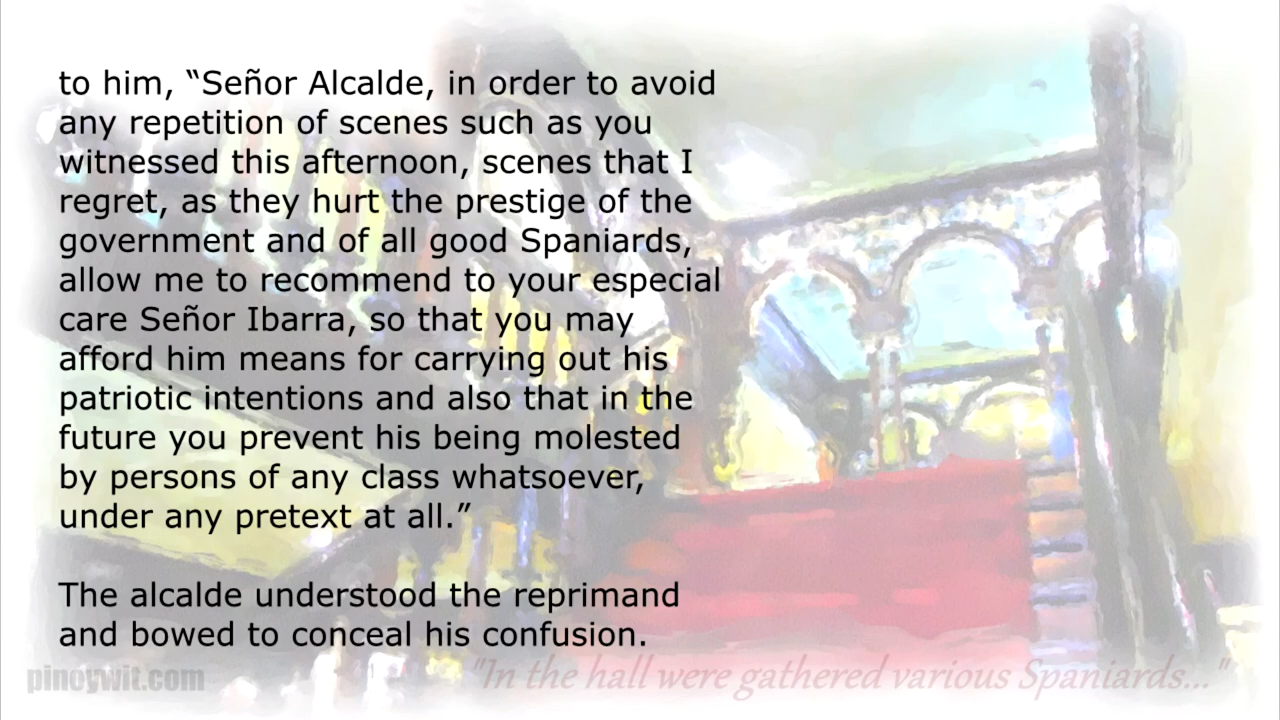 to him, “Señor Alcalde, in order to avoid
any repetition of scenes such as you
witnessed this afternoon, scenes that I
regret, as they hurt the prestige of the
government and of all good Spaniards,
allow me to recommend to your especial
care Señor Ibarra, so that you may
afford him means for carrying out his
patriotic intentions and also that in the
future you prevent his being molested
by persons of any class whatsoever,
under any pretext at all.”
The alcalde understood the reprimand
and bowed to conceal his confusion.
pinoywit.com
"In the hall were gathered various Spaniards..."